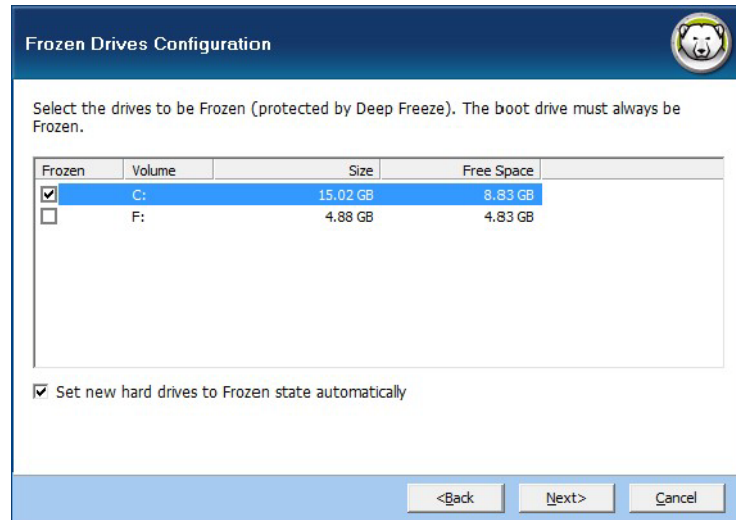 Frozen Drives Configuration
Select the drives to be Frozen (protected by Deep Freeze). The boot drive must always be
Frozen.
Frozen Volume Size Free Space
C: 15.02 GB 8.83 GB
F: 4.88 GB 4.83 GB
Set new hard drives to Frozen state automatically
<Back Next> Cancel